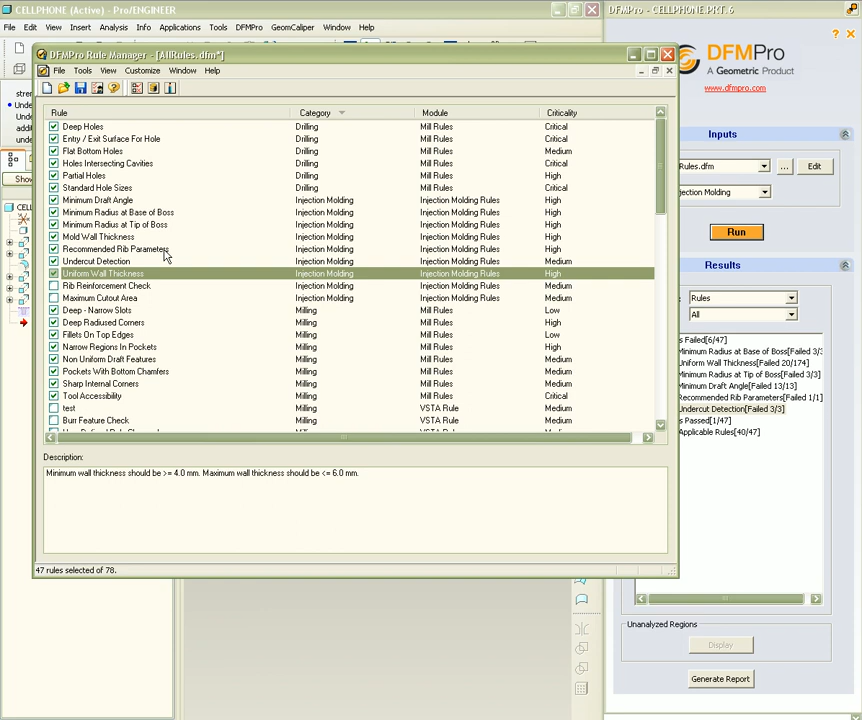 CELLPHONE (Active) - Pro/ENGINEER
File Edit Insert Analysis Info Applications Tools DFMPro GeomCaliper Window Help
DFMPro - CELLPHONE.PRT.6
DFMPro Rule Manager - [AllRules.dfm*]
File Tools View Customize Window Help
stre
Unde
Unde
addi
unde
Show
CEL
Rule Category Module Criticality
Deep Holes Drilling Mill Rules Critical
Entry / Exit Surface For Hole Drilling Mill Rules Critical
Flat Bottom Holes Drilling Mill Rules Medium
Holes Intersecting Cavities Drilling Mill Rules Critical
Partial Holes Drilling Mill Rules High
Standard Hole Sizes Drilling Mill Rules Critical
Minimum Draft Angle Injection Molding Injection Molding Rules High
Minimum Radius at Base of Boss Injection Molding Injection Molding Rules High
Minimum Radius at Tip of Boss Injection Molding Injection Molding Rules High
Mold Wall Thickness Injection Molding Injection Molding Rules High
Recommended Rib Parameters Injection Molding Injection Molding Rules High
Undercut Detection Injection Molding Injection Molding Rules Medium
Uniform Wall Thickness Injection Molding Injection Molding Rules High
Rib Reinforcement Check Injection Molding Injection Molding Rules Medium
Maximum Cutout Area Injection Molding Injection Molding Rules Medium
Deep - Narrow Slots Milling Mill Rules Low
Deep Radiused Corners Milling Mill Rules High
Fillets On Top Edges Milling Mill Rules Low
Narrow Regions In Pockets Milling Mill Rules High
Non Uniform Draft Features Milling Mill Rules Medium
Pockets With Bottom Chamfers Milling Mill Rules Medium
Sharp Internal Corners Milling Mill Rules Medium
Tool Accessibility Milling Mill Rules Critical
test Milling VSTA Rule Medium
Burr Feature Check Milling VSTA Rule Medium
Description:
Minimum wall thickness should be >= 4.0 mm. Maximum wall thickness should be <= 6.0 mm.
47 rules selected of 78.
DFMPro
A Geometric Product
www.dfmpro.com
Inputs
Rules.dfm ... Edit
jection Molding
Run
Results
: Rules
All
s Failed[6/47]
Minimum Radius at Base of Boss[Failed 3/3
Uniform Wall Thickness[Failed 20/174]
Minimum Radius at Tip of Boss[Failed 3/3]
Minimum Draft Angle[Failed 13/13]
Recommended Rib Parameters[Failed 1/1]
Undercut Detection[Failed 3/3]
s Passed[1/47]
Applicable Rules[40/47]
Unanalyzed Regions
Display
Generate Report